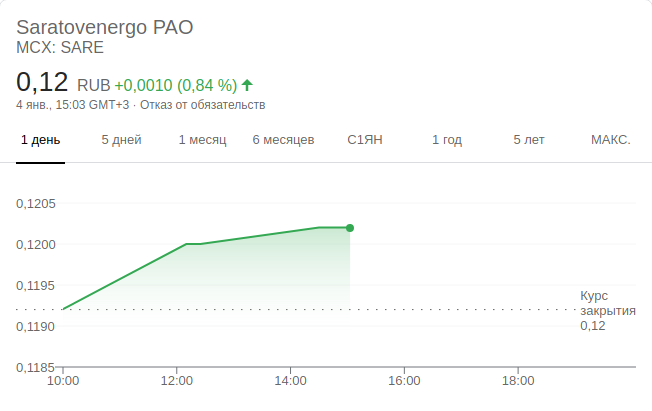 Saratovenergo PAO
MCX: SARE
0,12 RUB +0,0010 (0,84 %)
4 янв., 15:03 GMT+3 · Отказ от обязательств
1 день 5 дней 1 месяц 6 месяцев С1ЯН 1 год 5 лет МАКС.
0,1205
0,1200
0,1195
Курс
закрытия
0,12
0,1190
0,1185
10:00 12:00 14:00 16:00 18:00